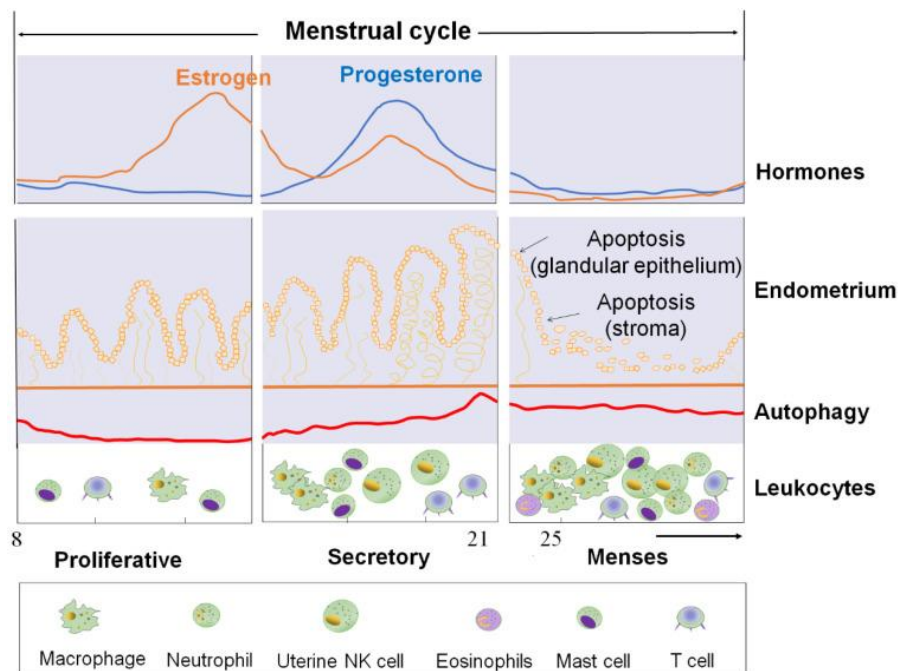 Menstrual cycle
Estrogen
Progesterone
Hormones
Apoptosis
(glandular epithelium)
Apoptosis
(stroma)
Endometrium
Autophagy
Leukocytes
8
21
25
Proliferative
Secretory
Menses
Macrophage
Neutrophil
Uterine NK cell
Eosinophils
Mast cell
T cell